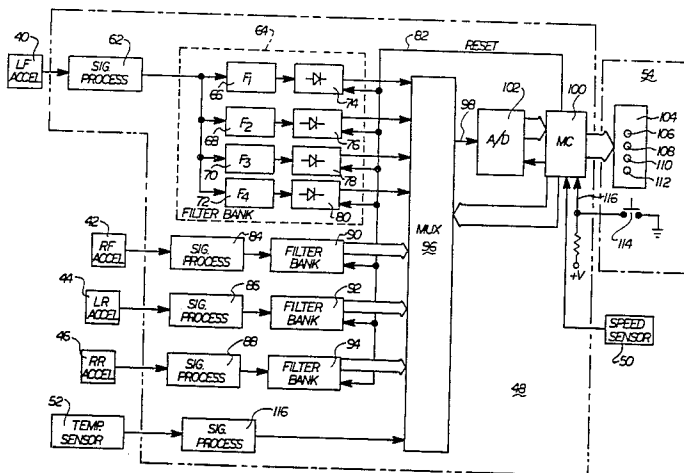 40
LF
ACCEL
62
SIG.
PROCESS
64
82
RESET
F1
66
74
F2
68
76
F3
70
78
F4
72
80
FILTER BANK
MUX
96
98
102
A/D
100
MC
54
104
106
108
110
112
116
114
+V
42
RF
ACCEL
84
SIG.
PROCESS
90
FILTER
BANK
44
LR
ACCEL
86
SIG.
PROCESS
92
FILTER
BANK
46
RR
ACCEL
88
SIG.
PROCESS
94
FILTER
BANK
52
TEMP.
SENSOR
116
SIG.
PROCESS
48
SPEED
SENSOR
50